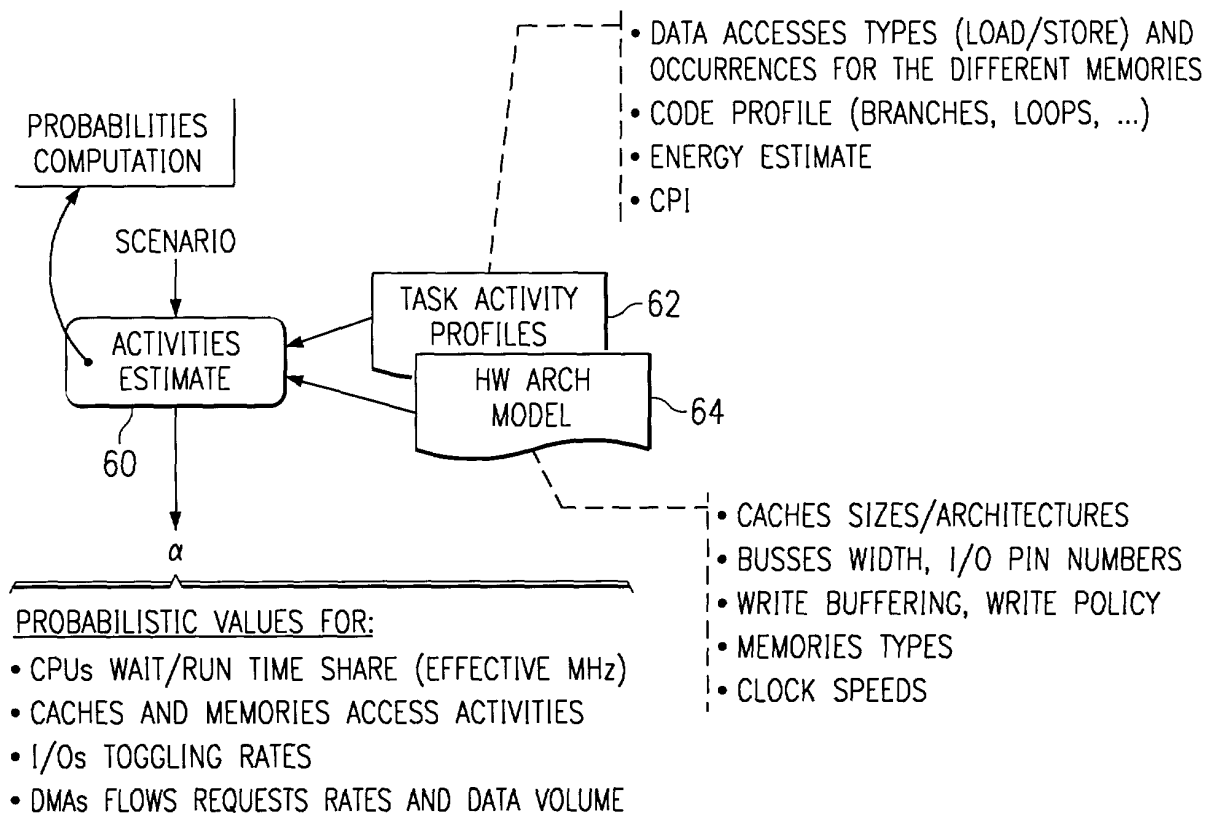 • DATA ACCESSES TYPES (LOAD/STORE) AND
OCCURRENCES FOR THE DIFFERENT MEMORIES
• CODE PROFILE (BRANCHES, LOOPS, ...)
• ENERGY ESTIMATE
• CPI
PROBABILITIES
COMPUTATION
SCENARIO
TASK ACTIVITY
PROFILES
62
ACTIVITIES
ESTIMATE
60
HW ARCH
MODEL
64
• CACHES SIZES/ARCHITECTURES
• BUSSES WIDTH, I/O PIN NUMBERS
• WRITE BUFFERING, WRITE POLICY
• MEMORIES TYPES
• CLOCK SPEEDS
α
PROBABILISTIC VALUES FOR:
• CPUs WAIT/RUN TIME SHARE (EFFECTIVE MHz)
• CACHES AND MEMORIES ACCESS ACTIVITIES
• I/Os TOGGLING RATES
• DMAs FLOWS REQUESTS RATES AND DATA VOLUME